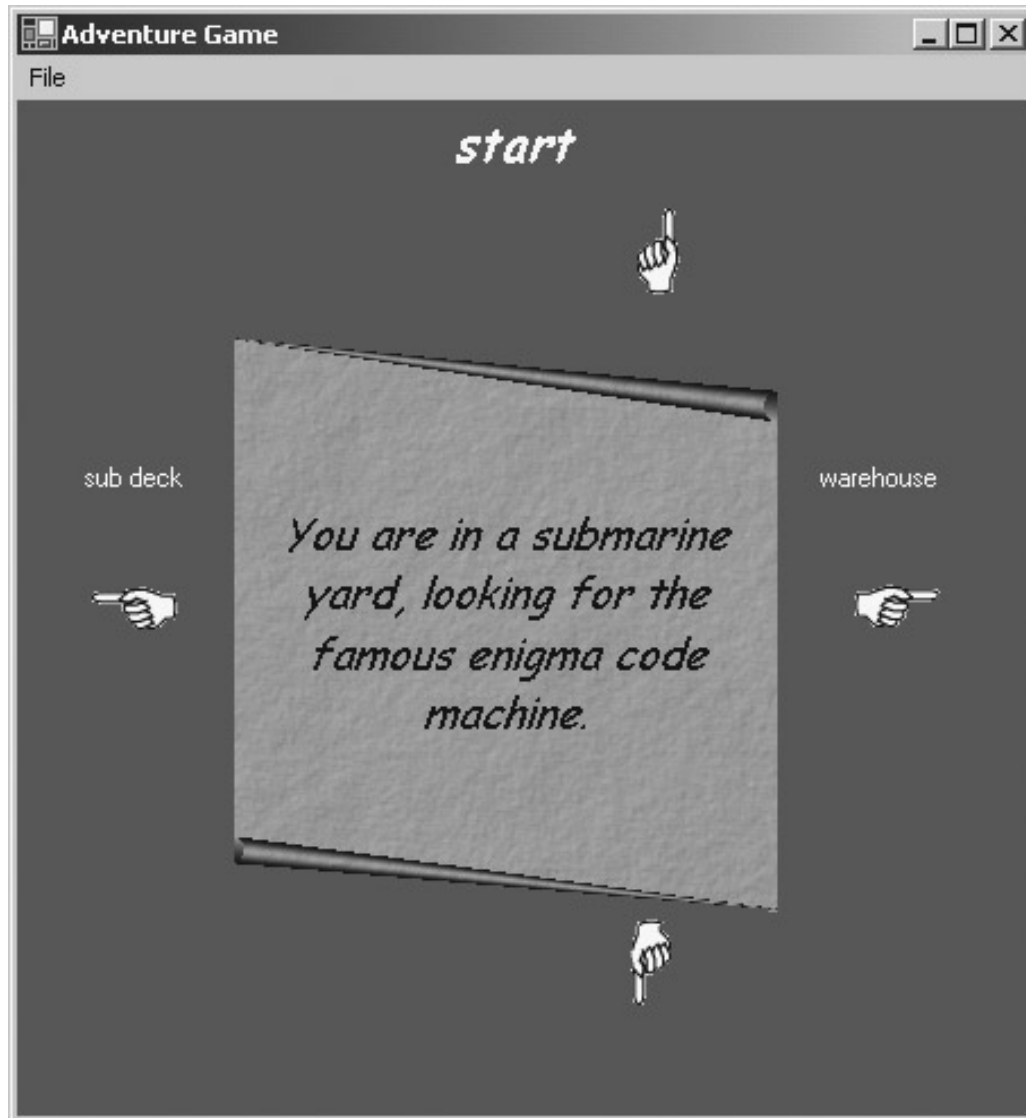 Adventure Game
File
start
sub deck
warehouse
You are in a submarine
yard, looking for the
famous enigma code
machine.